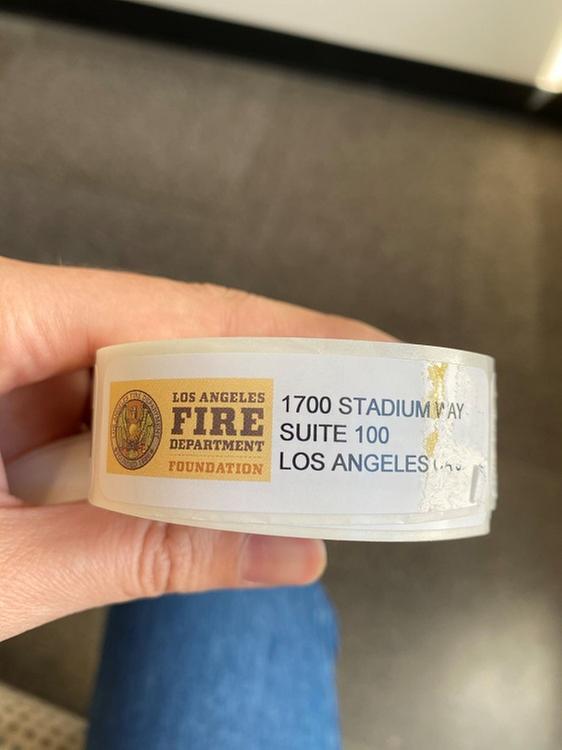 LOS ANGELES
FIRE
DEPARTMENT
FOUNDATION
1700 STADIUM WAY
SUITE 100
LOS ANGELES